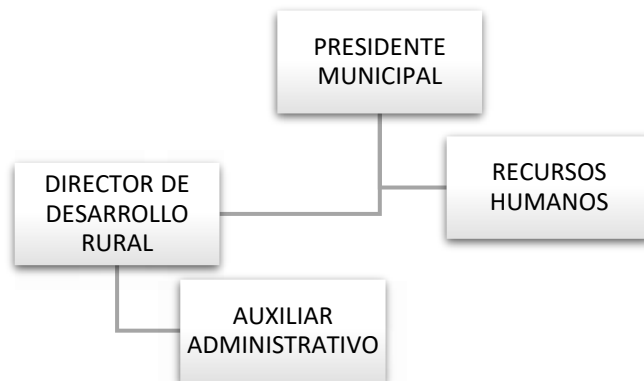 PRESIDENTE
MUNICIPAL
RECURSOS
HUMANOS
DIRECTOR DE
DESARROLLO
RURAL
AUXILIAR
ADMINISTRATIVO